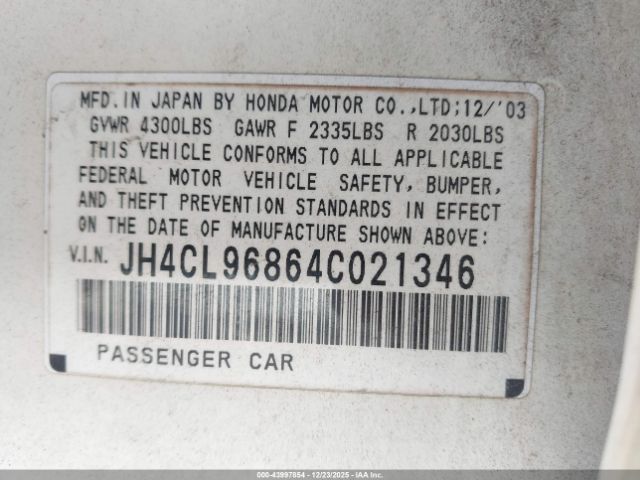 MFD. IN JAPAN BY HONDA MOTOR CO.,LTD;12/'03
GVWR 4300LBS GAWR F 2335LBS R 2030LBS
THIS VEHICLE CONFORMS TO ALL APPLICABLE
FEDERAL MOTOR VEHICLE SAFETY, BUMPER,
AND THEFT PREVENTION STANDARDS IN EFFECT
ON THE DATE OF MANUFACTURE SHOWN ABOVE:
V.I.N. JH4CL96864C021346
PASSENGER CAR
000-43997854 | 12/23/2025 | IAA, Inc.